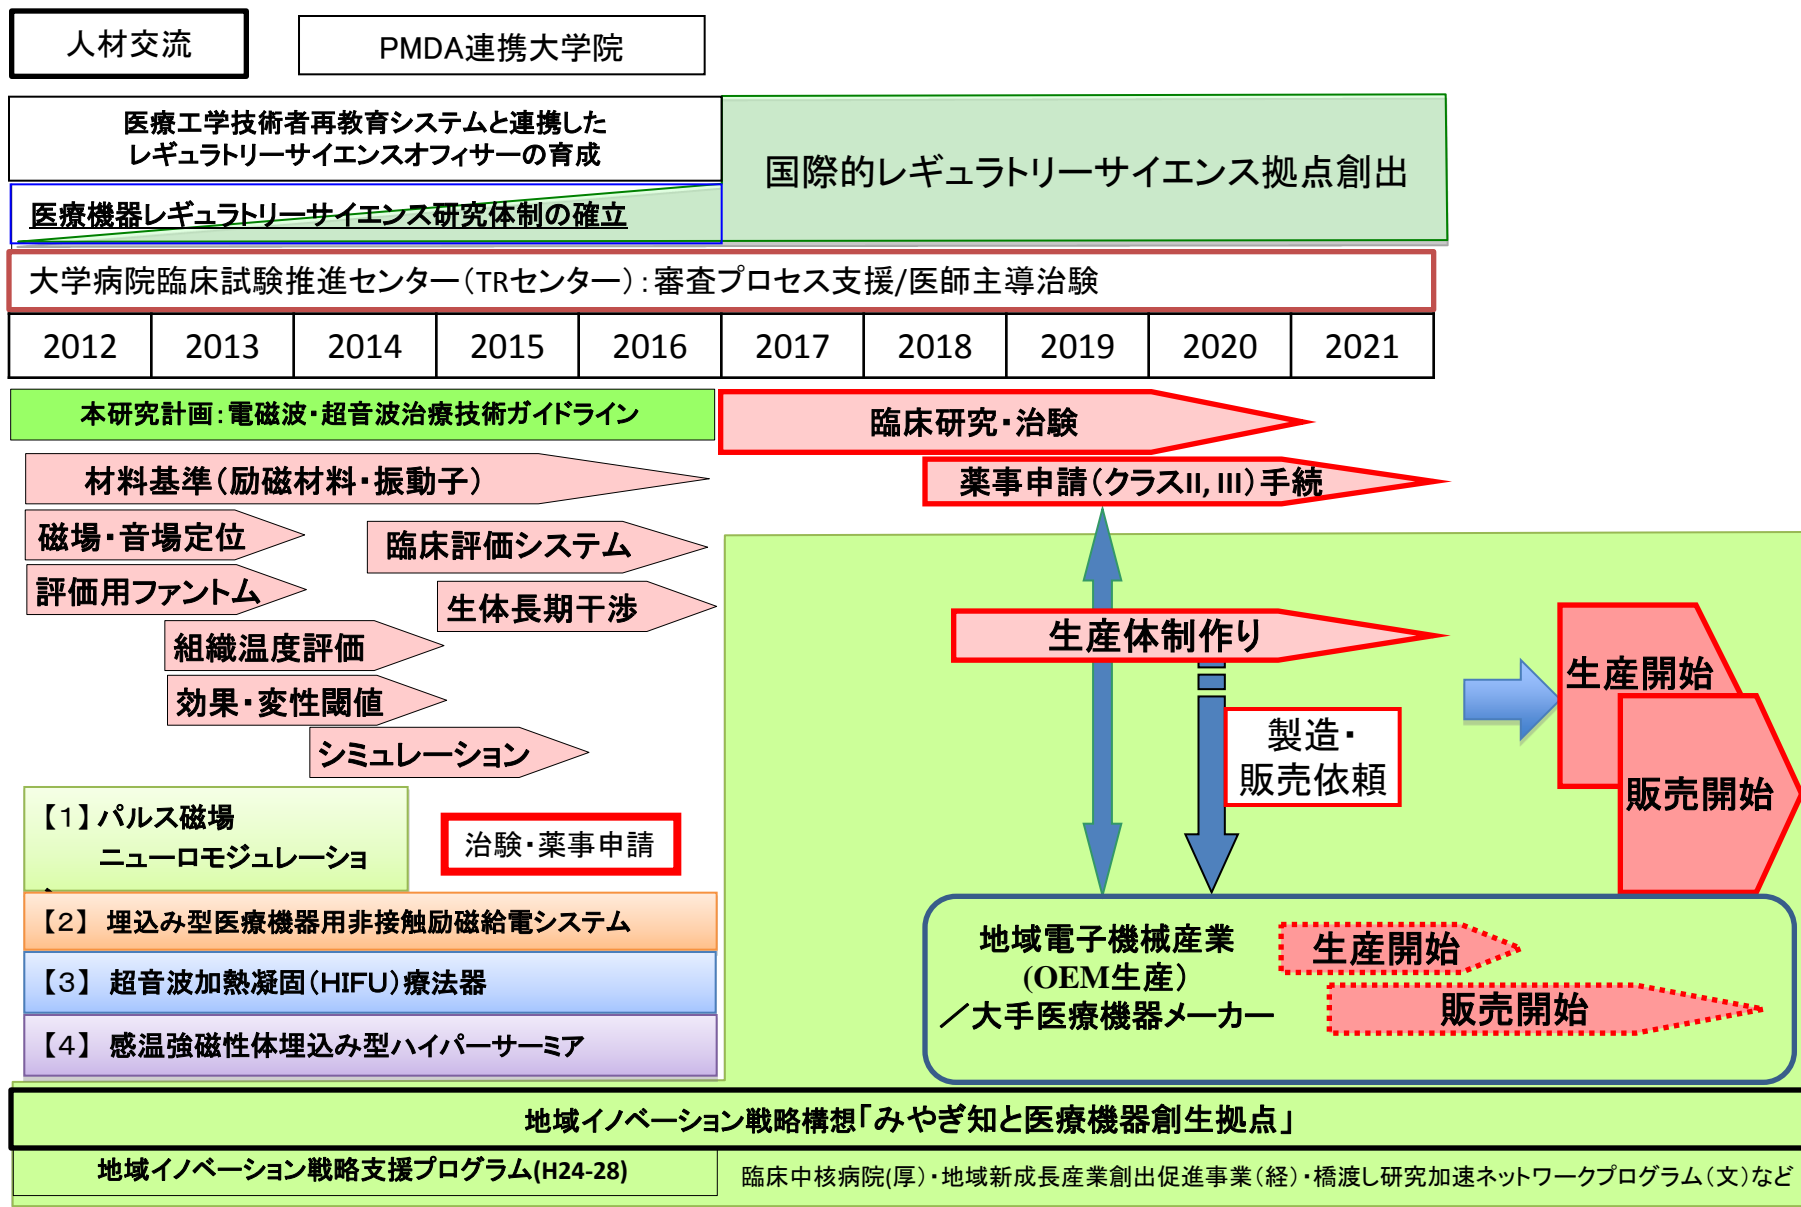 人材交流
PMDA連携大学院
医療工学技術者再教育システムと連携した
レギュラトリーサイエンスオフィサーの育成
国際的レギュラトリーサイエンス拠点創出
医療機器レギュラトリーサイエンス研究体制の確立
大学病院臨床試験推進センター（TRセンター）：審査プロセス支援/医師主導治験
2012 2013 2014 2015 2016 2017 2018 2019 2020 2021
本研究計画：電磁波・超音波治療技術ガイドライン
臨床研究・治験
材料基準（励磁材料・振動子）
薬事申請（クラスII, III）手続
磁場・音場定位
臨床評価システム
評価用ファントム
生体長期干渉
組織温度評価
生産体制作り
効果・変性閾値
シミュレーション
生産開始
販売開始
製造・
販売依頼
【1】パルス磁場
ニューロモジュレーショ
治験・薬事申請
【2】 埋込み型医療機器用非接触励磁給電システム
【3】 超音波加熱凝固（HIFU）療法器
【4】 感温強磁性体埋込み型ハイパーサーミア
地域電子機械産業
(OEM生産）
／大手医療機器メーカー
生産開始
販売開始
地域イノベーション戦略構想「みやぎ知と医療機器創生拠点」
地域イノベーション戦略支援プログラム(H24-28)
臨床中核病院(厚）・地域新成長産業創出促進事業（経）・橋渡し研究加速ネットワークプログラム（文）など